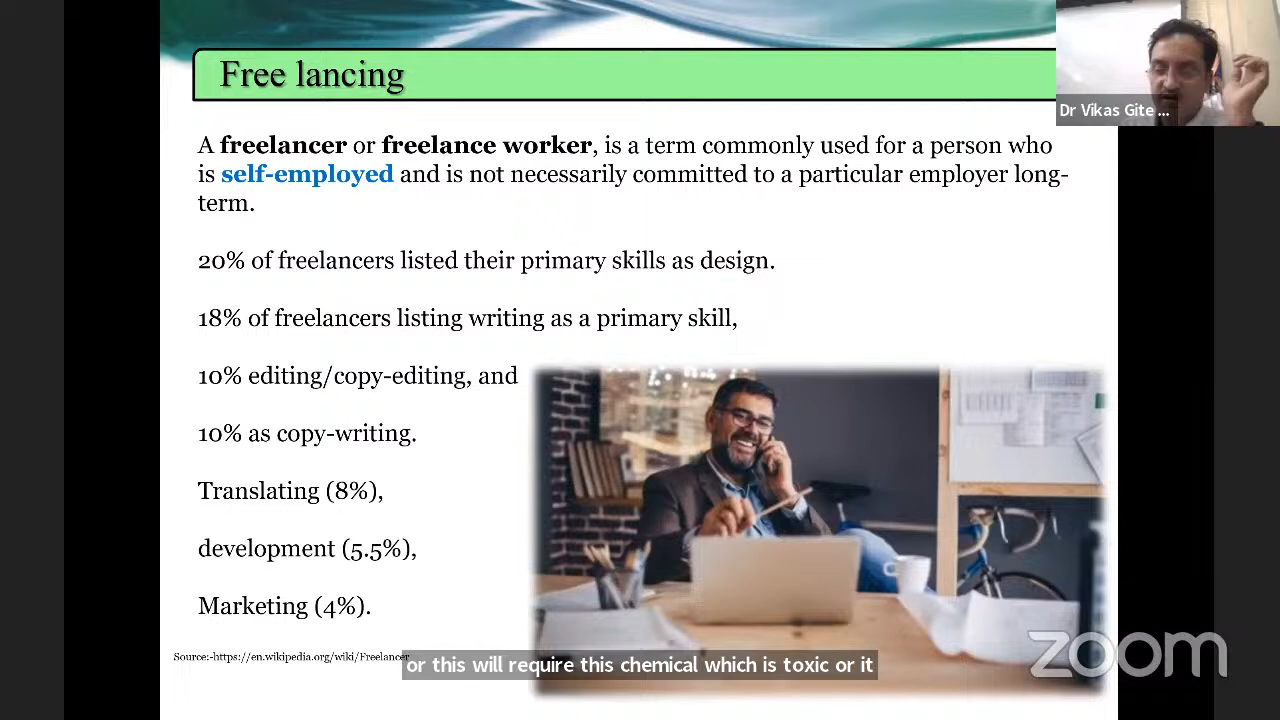 Free lancing
Dr Vikas Gite ...
A freelancer or freelance worker, is a term commonly used for a person who
is self-employed and is not necessarily committed to a particular employer long-
term.
20% of freelancers listed their primary skills as design.
18% of freelancers listing writing as a primary skill,
10% editing/copy-editing, and
10% as copy-writing.
Translating (8%),
development (5.5%),
Marketing (4%).
Source:-https://en.wikipedia.org/wiki/Freelancer
or this will require this chemical which is toxic or it
zoom